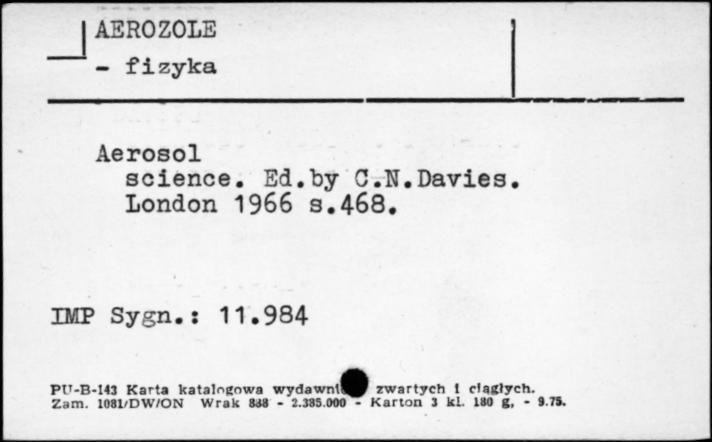 AEROZOLE
- fizyka
Aerosol
science. Ed.by C.N.Davies.
London 1966 s.468.
IMP Sygn.: 11.984
PU-B-143 Karta katalogowa zwartych i ciągłych.
Zam. 1081/DW/ON Wrak 888 - 2.385.000 - Karton 3 kl. 180 g, - 9.75.